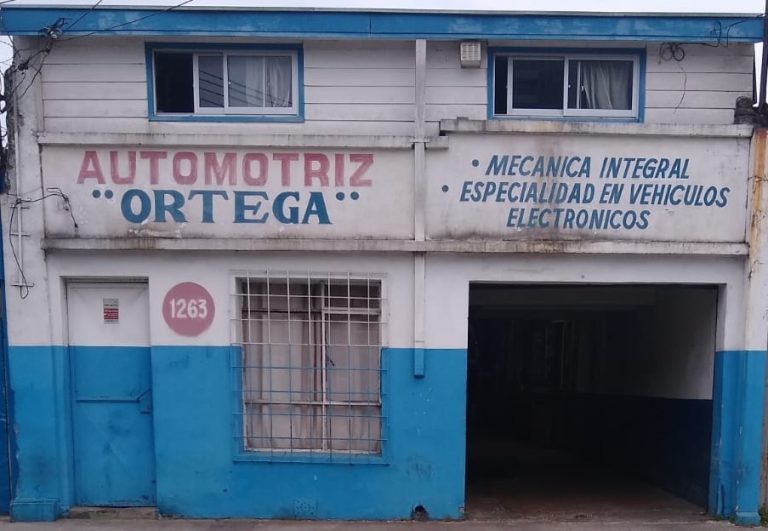 AUTOMOTRIZ
"ORTEGA"
• MECANICA INTEGRAL
• ESPECIALIDAD EN VEHICULOS
ELECTRONICOS
1263